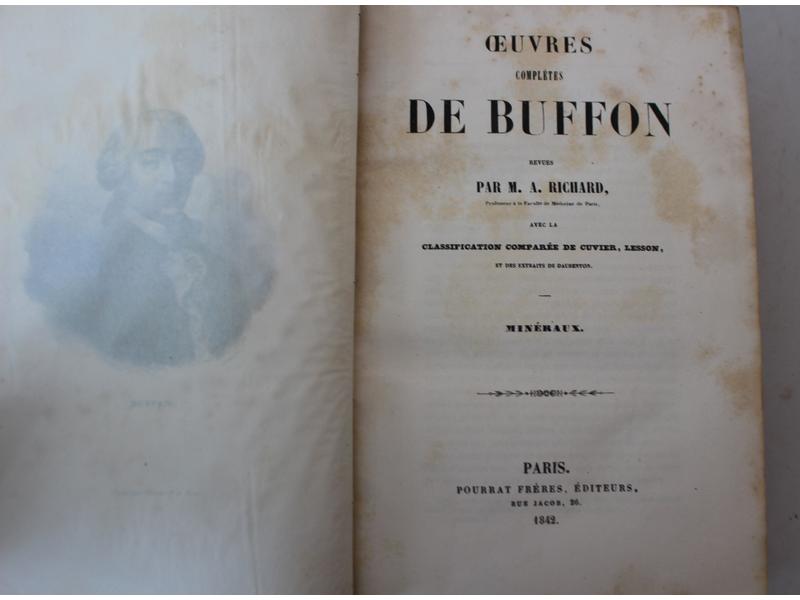 BUFFON.
ŒUVRES
COMPLÈTES
DE BUFFON
REVUES
PAR M. A. RICHARD,
Professeur à la Faculté de Médecine de Paris,
AVEC LA
CLASSIFICATION COMPARÉE DE CUVIER, LESSON,
ET DES EXTRAITS DE DAUBENTON.
MINÉRAUX.
PARIS.
POURRAT FRÈRES, ÉDITEURS,
RUE JACOB, 26.
1842.